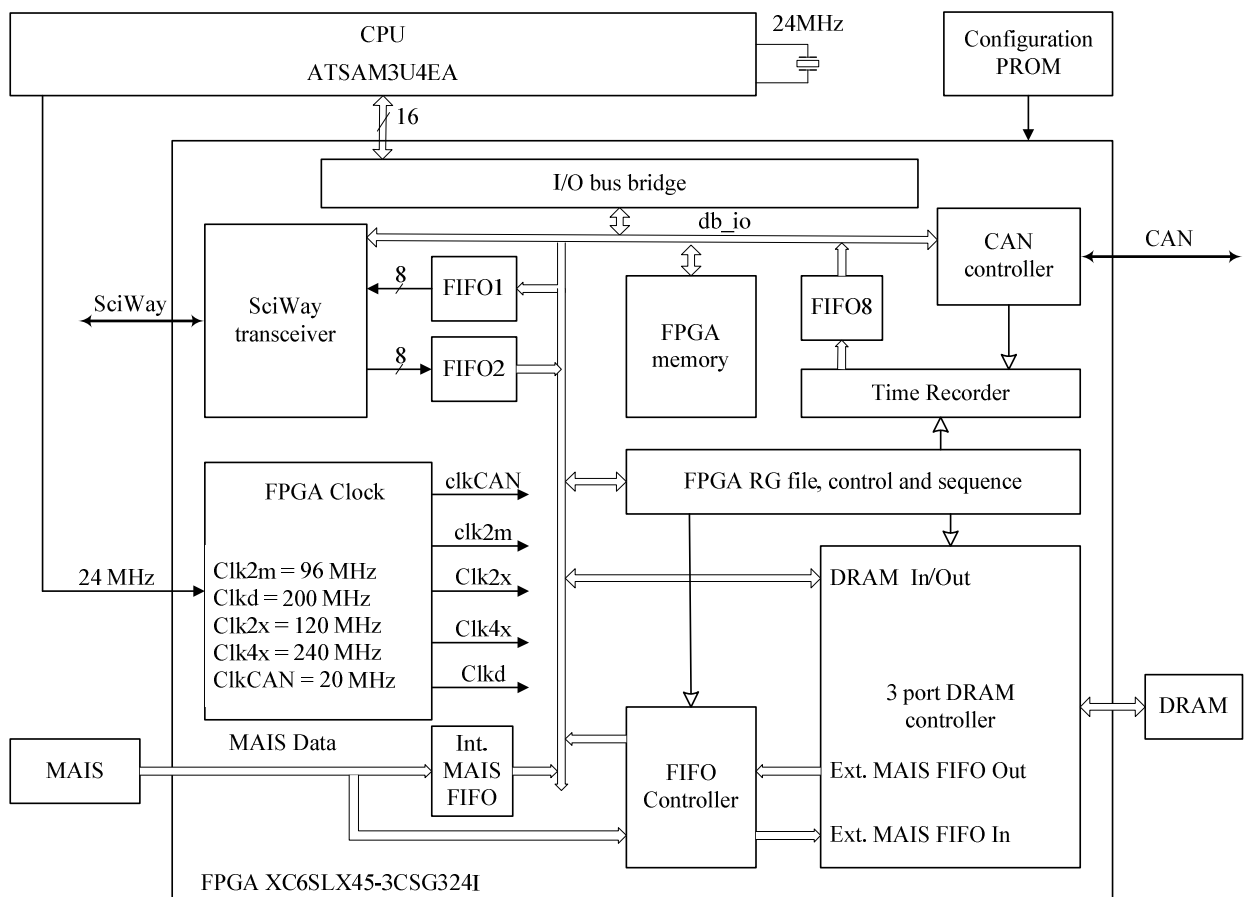 CPU
ATSAM3U4EA
24MHz
Configuration
PROM
16
I/O bus bridge
db_io
SciWay
SciWay
transceiver
8
FIFO1
8
FIFO2
FPGA
memory
FIFO8
CAN
controller
CAN
Time Recorder
FPGA RG file, control and sequence
24 MHz
FPGA Clock
Clk2m = 96 MHz
Clkd = 200 MHz
Clk2x = 120 MHz
Clk4x = 240 MHz
ClkCAN = 20 MHz
clkCAN
clk2m
Clk2x
Clk4x
Clkd
DRAM In/Out
3 port DRAM
controller
Ext. MAIS FIFO Out
Ext. MAIS FIFO In
DRAM
MAIS
MAIS Data
Int.
MAIS
FIFO
FIFO
Controller
FPGA XC6SLX45-3CSG324I